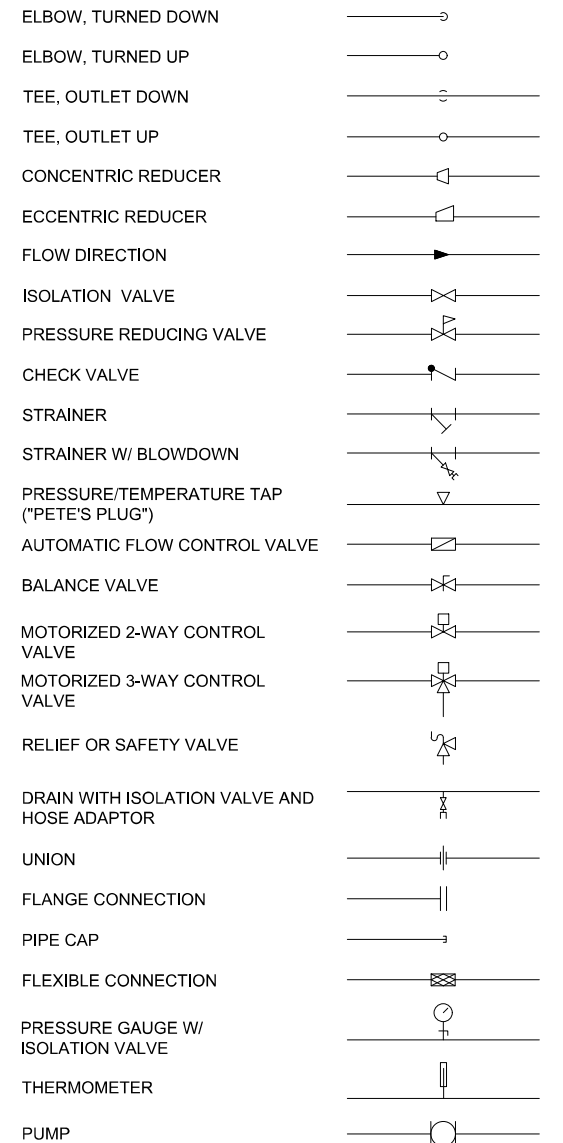 ELBOW, TURNED DOWN
ELBOW, TURNED UP
TEE, OUTLET DOWN
TEE, OUTLET UP
CONCENTRIC REDUCER
ECCENTRIC REDUCER
FLOW DIRECTION
ISOLATION VALVE
PRESSURE REDUCING VALVE
CHECK VALVE
STRAINER
STRAINER W/ BLOWDOWN
PRESSURE/TEMPERATURE TAP
("PETE'S PLUG")
AUTOMATIC FLOW CONTROL VALVE
BALANCE VALVE
MOTORIZED 2-WAY CONTROL
VALVE
MOTORIZED 3-WAY CONTROL
VALVE
RELIEF OR SAFETY VALVE
DRAIN WITH ISOLATION VALVE AND
HOSE ADAPTOR
UNION
FLANGE CONNECTION
PIPE CAP
FLEXIBLE CONNECTION
PRESSURE GAUGE W/
ISOLATION VALVE
THERMOMETER
PUMP